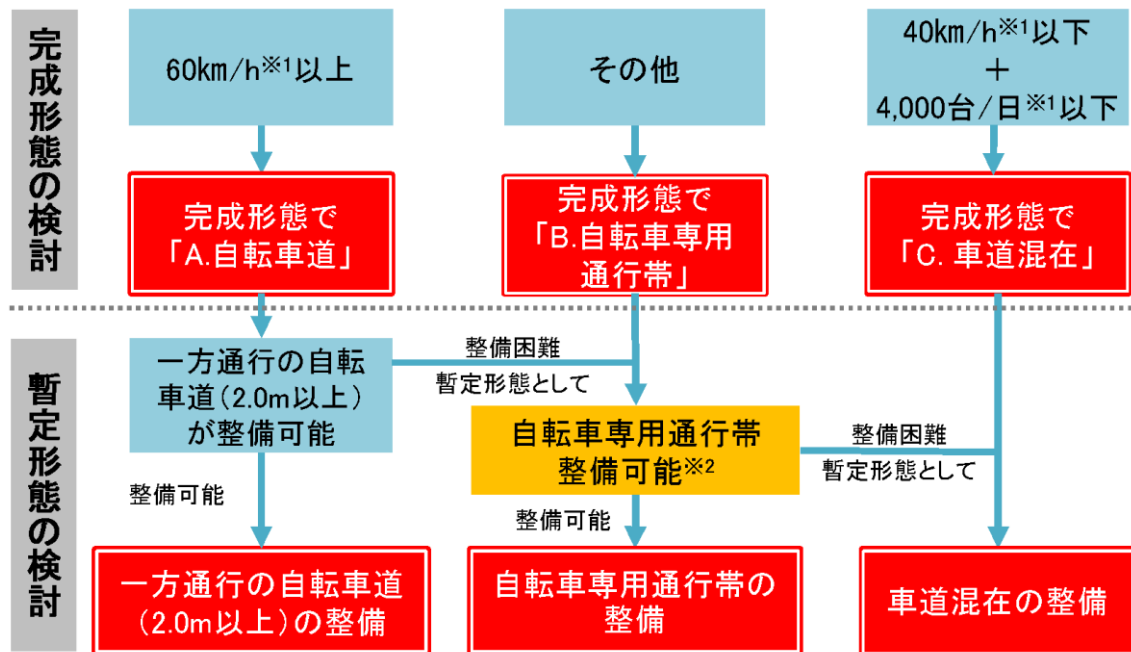 完成形態の検討
60km/h※1以上
その他
40km/h※1以下
＋
4,000台/日※1以下
完成形態で
「A.自転車道」
完成形態で
「B.自転車専用
通行帯」
完成形態で
「C. 車道混在」
暫定形態の検討
一方通行の自転
車道(2.0m以上)
が整備可能
整備困難
暫定形態として
自転車専用通行帯
整備可能※2
整備困難
暫定形態として
整備可能
整備可能
一方通行の自転車道
(2.0m以上)の整備
自転車専用通行帯の
整備
車道混在の整備